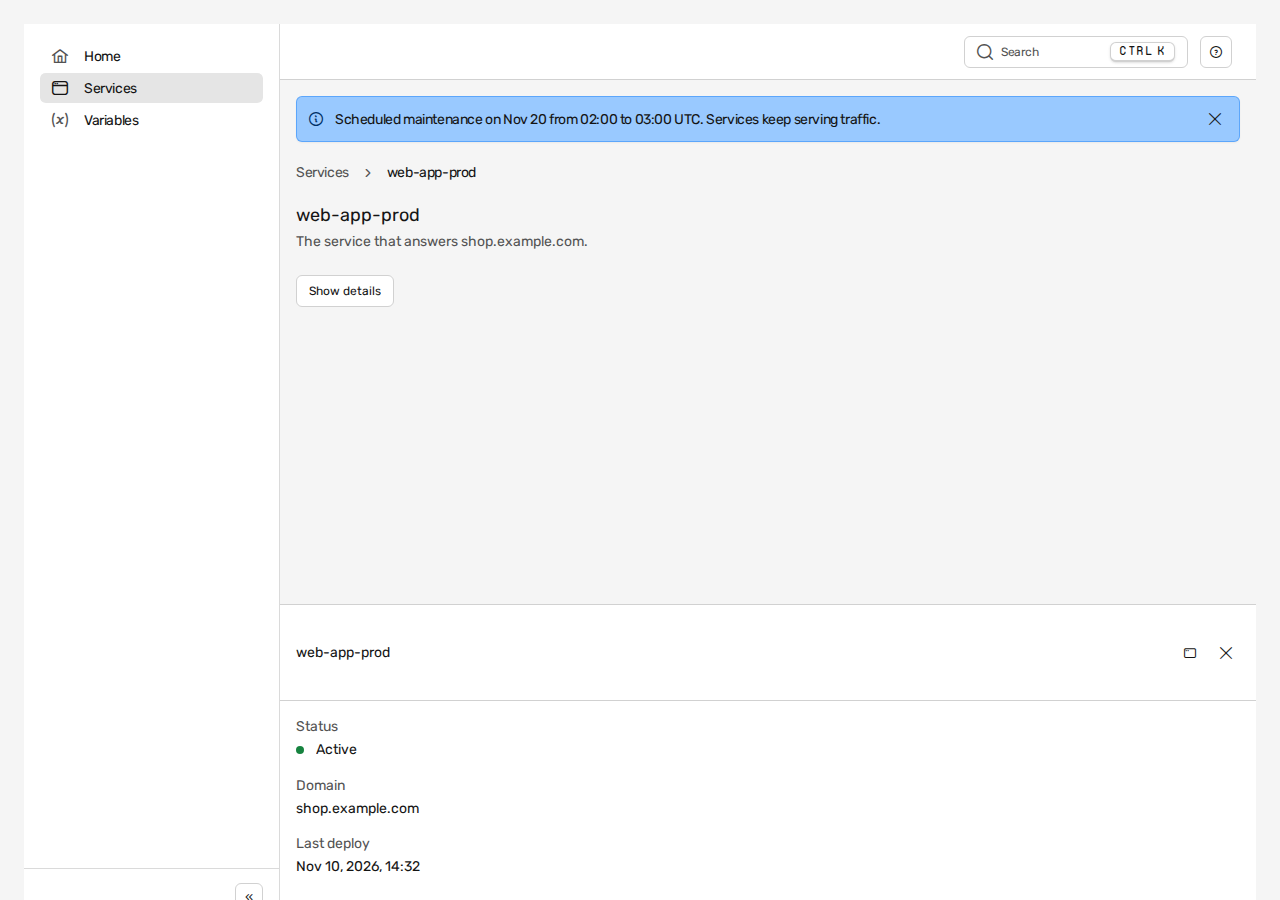 Home
Services
(x) Variables
Search CTRL K
Scheduled maintenance on Nov 20 from 02:00 to 03:00 UTC. Services keep serving traffic.
Services > web-app-prod
web-app-prod
The service that answers shop.example.com.
Show details
web-app-prod
Status
Active
Domain
shop.example.com
Last deploy
Nov 10, 2026, 14:32
«